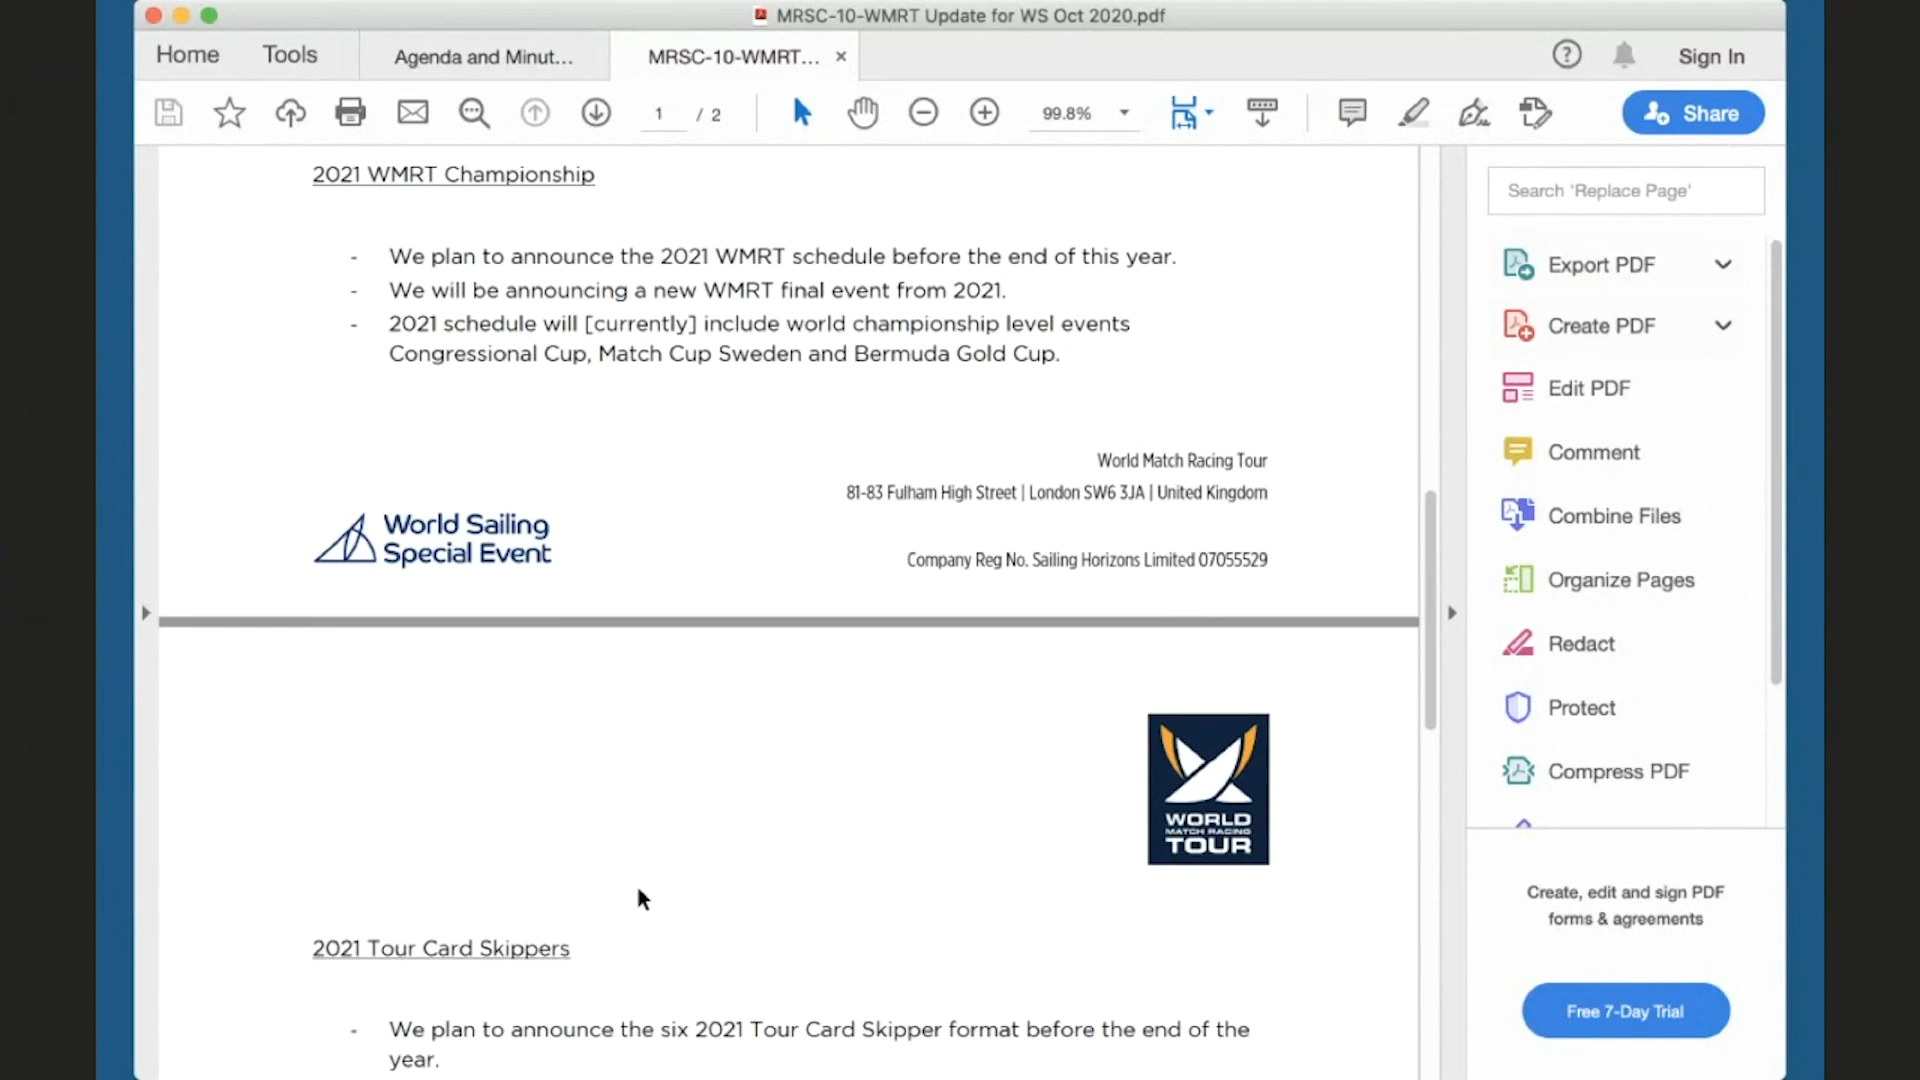 MRSC-10-WMRT Update for WS Oct 2020.pdf
Home
Tools
Agenda and Minut...
MRSC-10-WMRT... ×
Sign In
1 / 2
99.8%
Share
2021 WMRT Championship
- We plan to announce the 2021 WMRT schedule before the end of this year.
- We will be announcing a new WMRT final event from 2021.
- 2021 schedule will [currently] include world championship level events
Congressional Cup, Match Cup Sweden and Bermuda Gold Cup.
World Match Racing Tour
81-83 Fulham High Street | London SW6 3JA | United Kingdom
World Sailing
Special Event
Company Reg No. Sailing Horizons Limited 07055529
WORLD
MATCH RACING
TOUR
2021 Tour Card Skippers
- We plan to announce the six 2021 Tour Card Skipper format before the end of the
year.
Search 'Replace Page'
Export PDF
Create PDF
Edit PDF
Comment
Combine Files
Organize Pages
Redact
Protect
Compress PDF
Create, edit and sign PDF
forms & agreements
Free 7-Day Trial